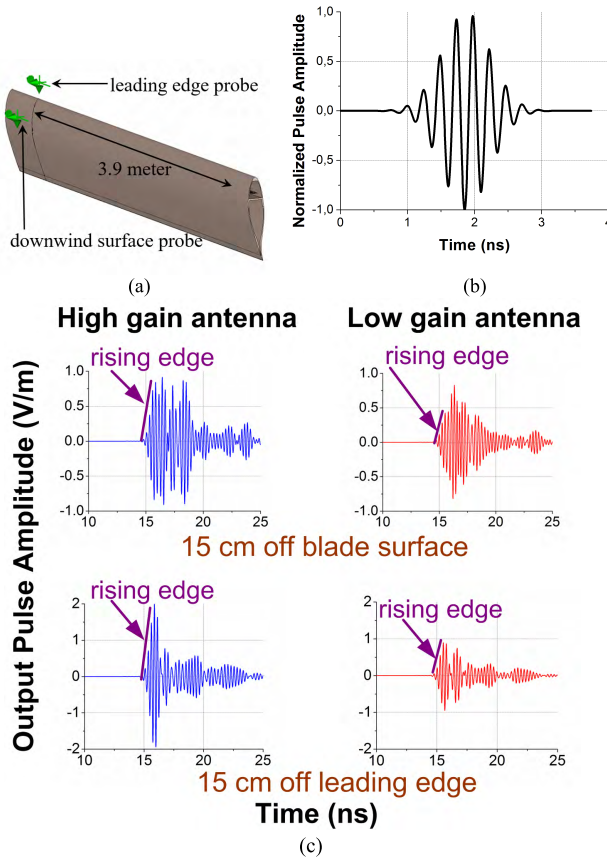 leading edge probe
3.9 meter
downwind surface probe
(a)
Normalized Pulse Amplitude
1,0
0,5
0,0
-0,5
-1,0
0 1 2 3 4
Time (ns)
(b)
High gain antenna
Low gain antenna
Output Pulse Amplitude (V/m)
rising edge
1.0
0.5
0.0
-0.5
-1.0
10 15 20 25
rising edge
1.0
0.5
0.0
-0.5
-1.0
10 15 20 25
15 cm off blade surface
rising edge
2
1
0
-1
-2
10 15 20 25
rising edge
2
1
0
-1
-2
10 15 20 25
15 cm off leading edge
Time (ns)
(c)